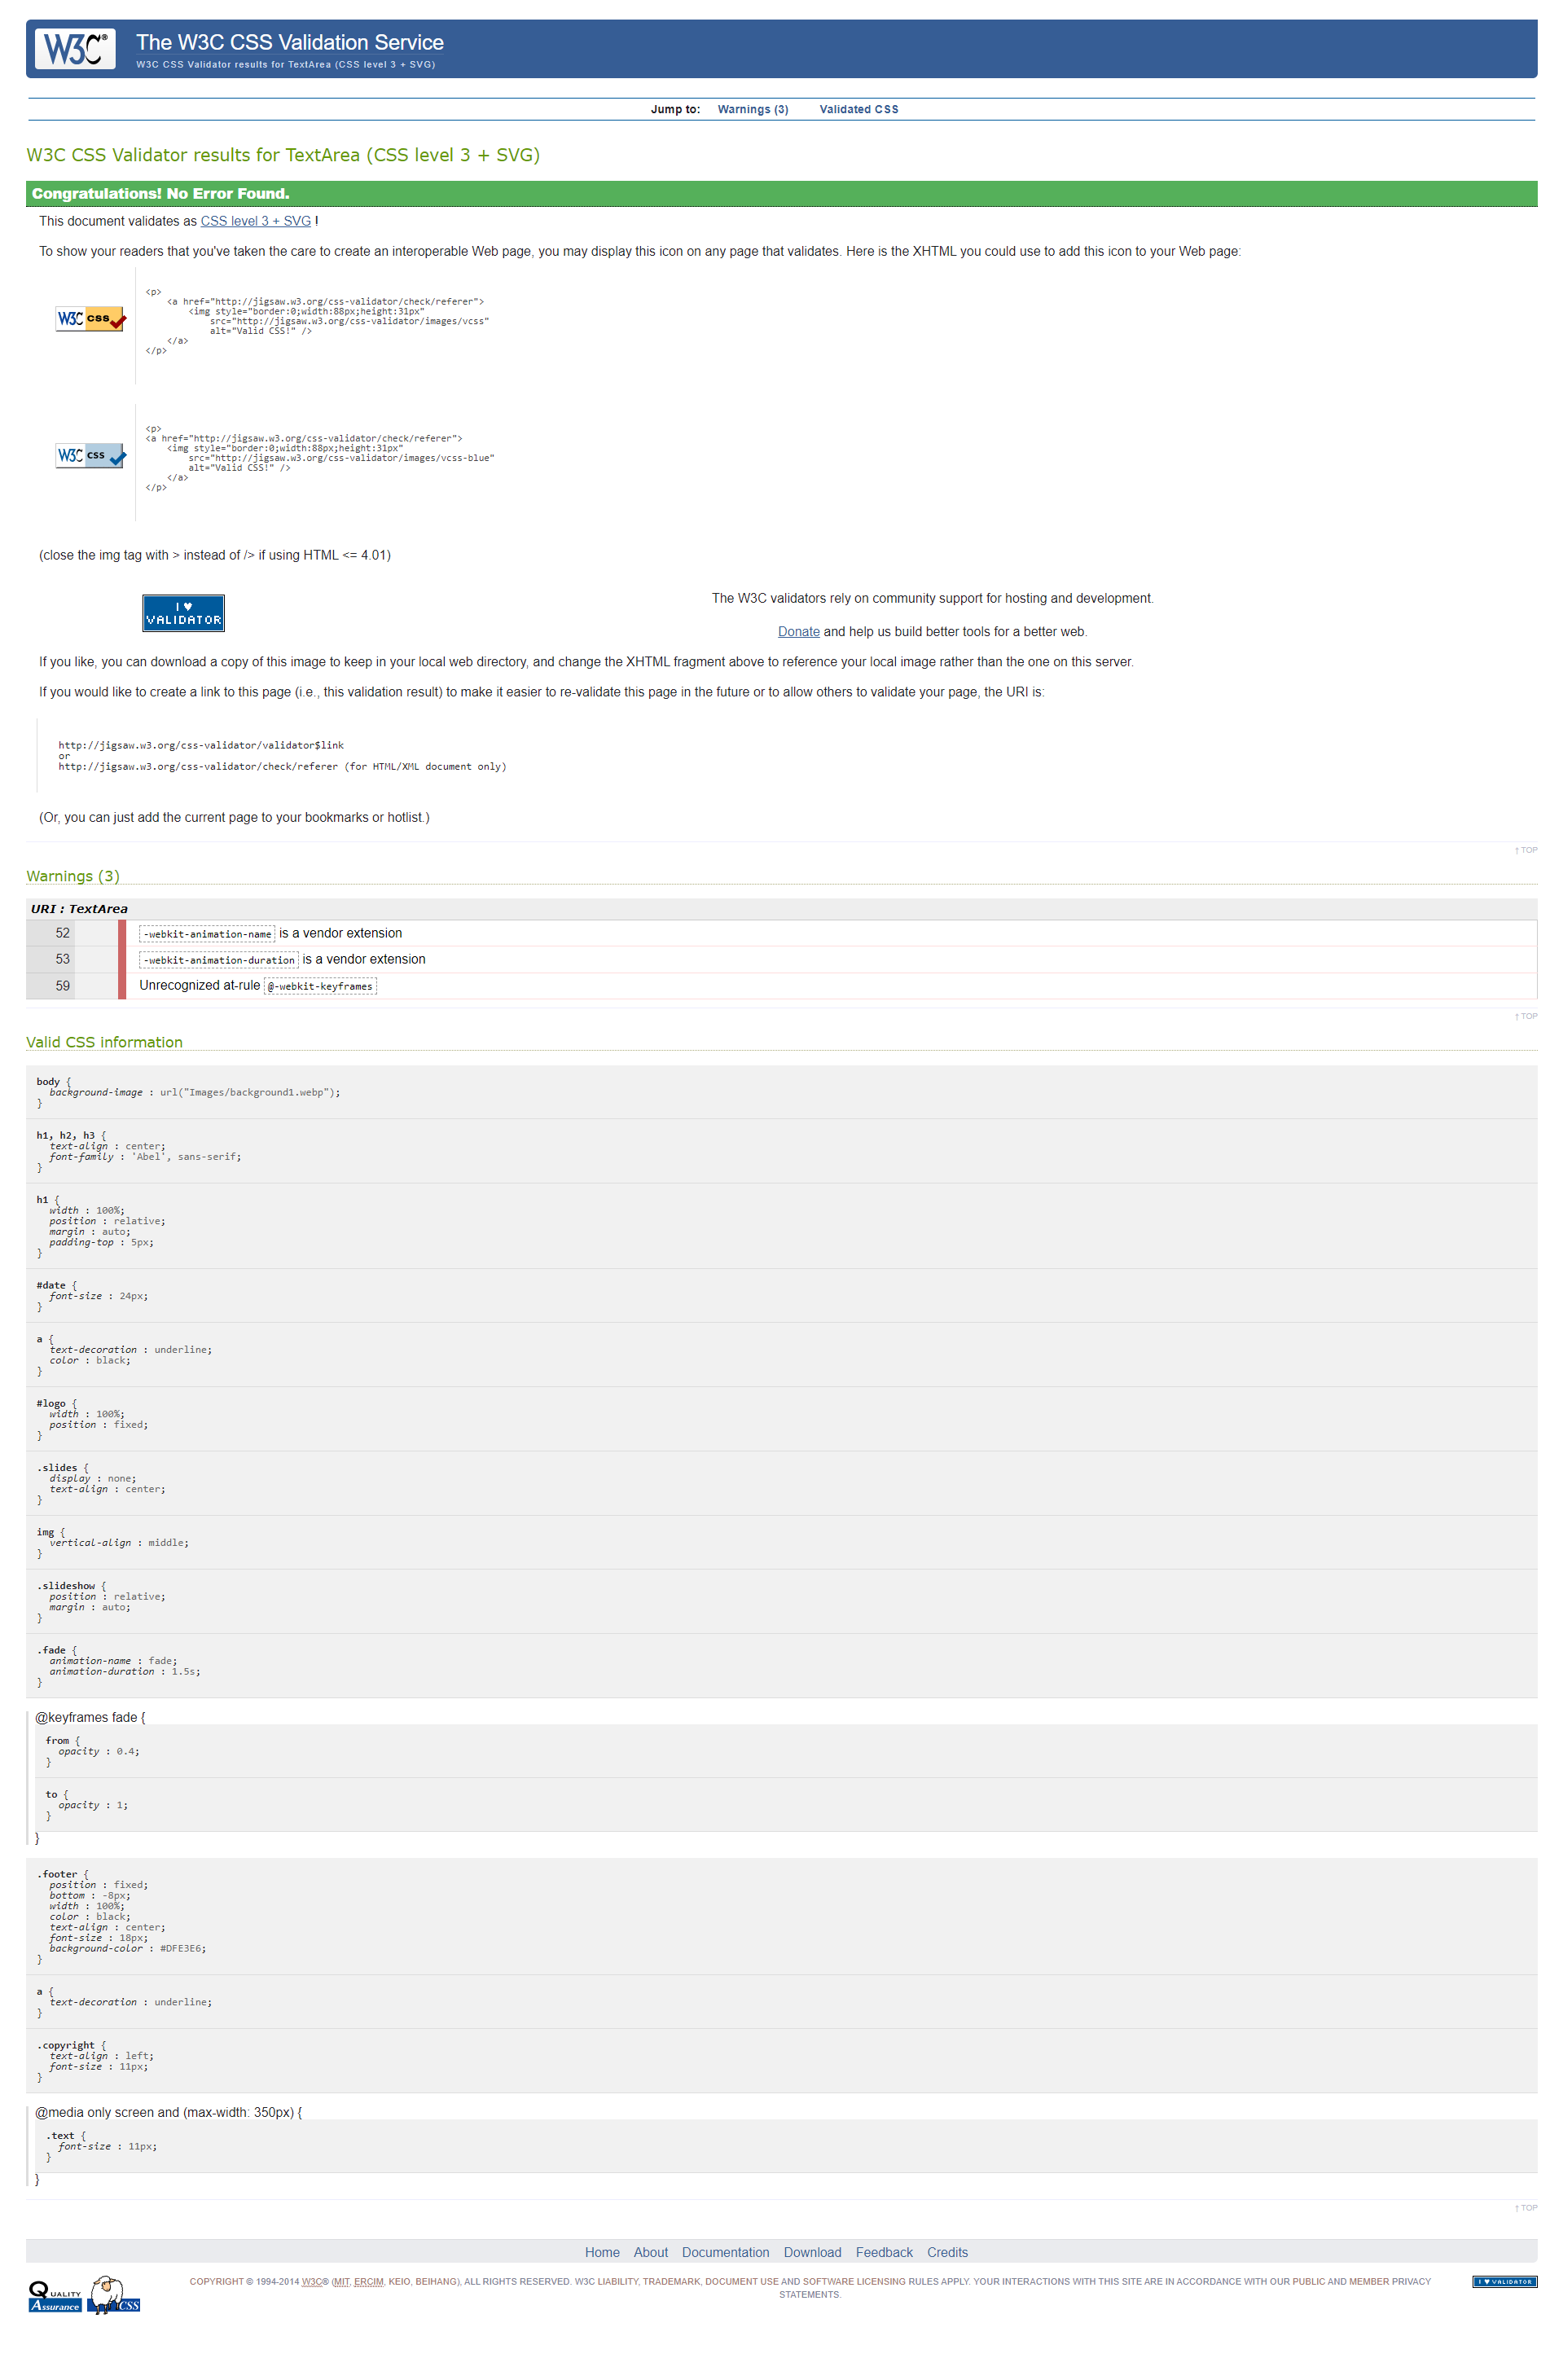 W3C®
The W3C CSS Validation Service
W3C CSS Validator results for TextArea (CSS level 3 + SVG)
Jump to: Warnings (3) Validated CSS
W3C CSS Validator results for TextArea (CSS level 3 + SVG)
Congratulations! No Error Found.
This document validates as CSS level 3 + SVG !
To show your readers that you've taken the care to create an interoperable Web page, you may display this icon on any page that validates. Here is the XHTML you could use to add this icon to your Web page:
W3C css
<p>
<a href="http://jigsaw.w3.org/css-validator/check/referer">
<img style="border:0;width:88px;height:31px"
src="http://jigsaw.w3.org/css-validator/images/vcss"
alt="Valid CSS!" />
</a>
</p>
W3C css
<p>
<a href="http://jigsaw.w3.org/css-validator/check/referer">
<img style="border:0;width:88px;height:31px"
src="http://jigsaw.w3.org/css-validator/images/vcss-blue"
alt="Valid CSS!" />
</a>
</p>
(close the img tag with > instead of /> if using HTML <= 4.01)
I ♥
VALIDATOR
The W3C validators rely on community support for hosting and development.
Donate and help us build better tools for a better web.
If you like, you can download a copy of this image to keep in your local web directory, and change the XHTML fragment above to reference your local image rather than the one on this server.
If you would like to create a link to this page (i.e., this validation result) to make it easier to re-validate this page in the future or to allow others to validate your page, the URI is:
http://jigsaw.w3.org/css-validator/validator$link
or
http://jigsaw.w3.org/css-validator/check/referer (for HTML/XML document only)
(Or, you can just add the current page to your bookmarks or hotlist.)
↑ TOP
Warnings (3)
URI : TextArea
52 -webkit-animation-name is a vendor extension
53 -webkit-animation-duration is a vendor extension
59 Unrecognized at-rule @-webkit-keyframes
↑ TOP
Valid CSS information
body {
background-image : url("Images/background1.webp");
}
h1, h2, h3 {
text-align : center;
font-family : 'Abel', sans-serif;
}
h1 {
width : 100%;
position : relative;
margin : auto;
padding-top : 5px;
}
#date {
font-size : 24px;
}
a {
text-decoration : underline;
color : black;
}
#logo {
width : 100%;
position : fixed;
}
.slides {
display : none;
text-align : center;
}
img {
vertical-align : middle;
}
.slideshow {
position : relative;
margin : auto;
}
.fade {
animation-name : fade;
animation-duration : 1.5s;
}
@keyframes fade {
from {
opacity : 0.4;
}
to {
opacity : 1;
}
}
.footer {
position : fixed;
bottom : -8px;
width : 100%;
color : black;
text-align : center;
font-size : 18px;
background-color : #DFE3E6;
}
a {
text-decoration : underline;
}
.copyright {
text-align : left;
font-size : 11px;
}
@media only screen and (max-width: 350px) {
.text {
font-size : 11px;
}
}
↑ TOP
Home About Documentation Download Feedback Credits
QUALITY
Assurance
CSS
COPYRIGHT © 1994-2014 W3C® (MIT, ERCIM, KEIO, BEIHANG), ALL RIGHTS RESERVED. W3C LIABILITY, TRADEMARK, DOCUMENT USE AND SOFTWARE LICENSING RULES APPLY. YOUR INTERACTIONS WITH THIS SITE ARE IN ACCORDANCE WITH OUR PUBLIC AND MEMBER PRIVACY
STATEMENTS.
I ♥ VALIDATOR